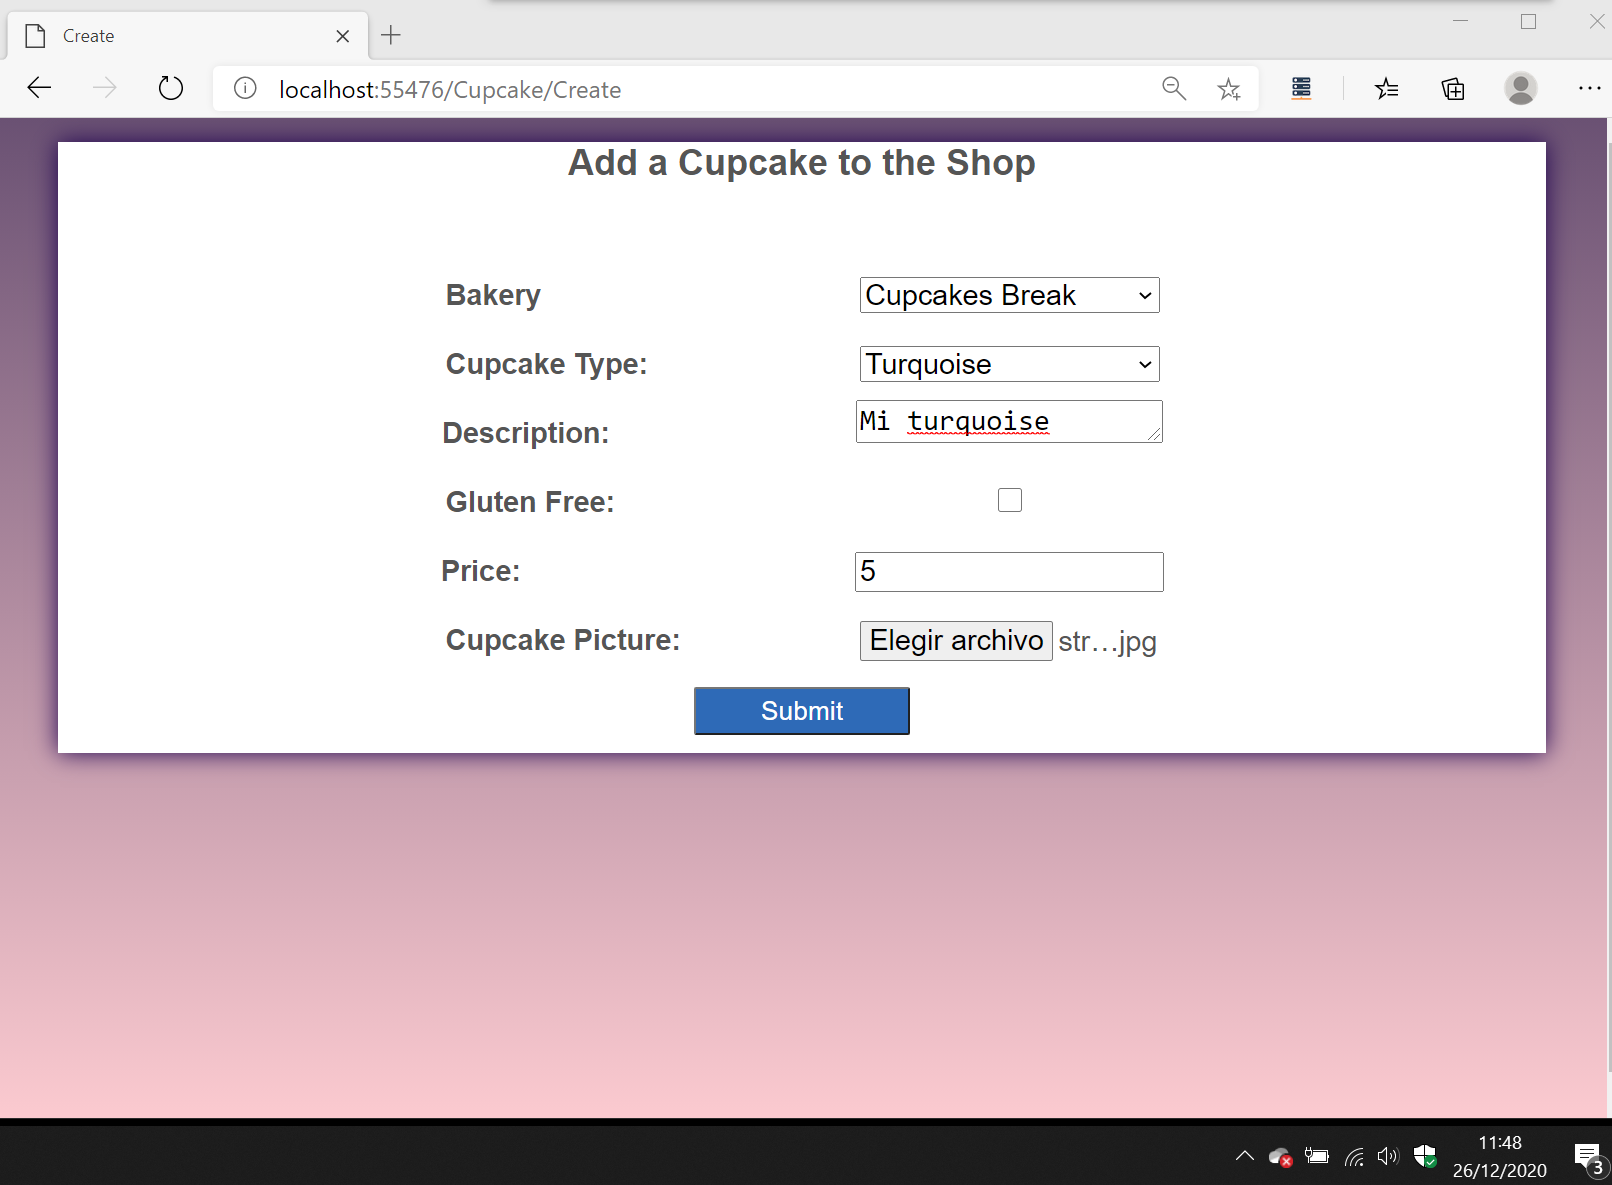 Create
localhost:55476/Cupcake/Create
Add a Cupcake to the Shop
Bakery Cupcakes Break
Cupcake Type: Turquoise
Description: Mi turquoise
Gluten Free:
Price: 5
Cupcake Picture: Elegir archivo str...jpg
Submit
11:48
26/12/2020
3